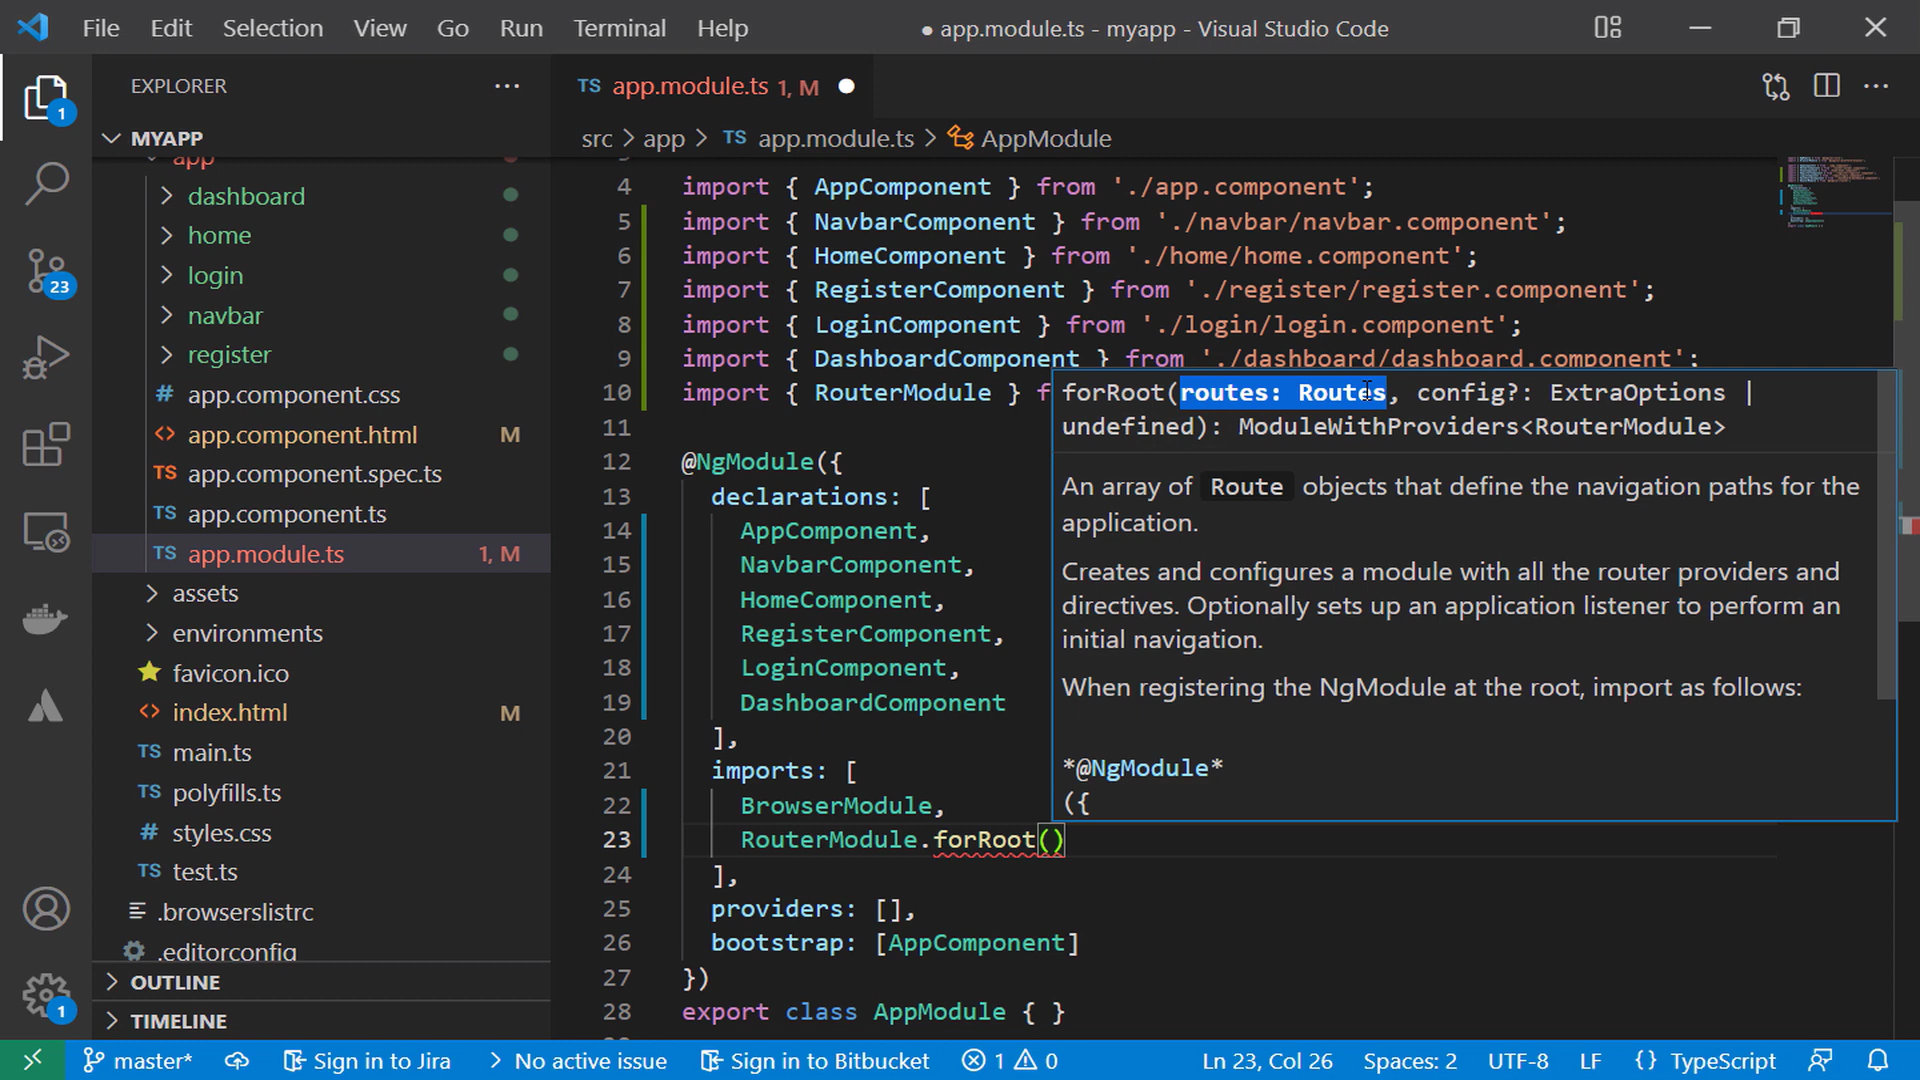 File Edit Selection View Go Run Terminal Help
● app.module.ts - myapp - Visual Studio Code
EXPLORER
MYAPP
app
dashboard
home
login
navbar
register
app.component.css
app.component.html M
app.component.spec.ts
app.component.ts
app.module.ts 1, M
assets
environments
favicon.ico
index.html M
main.ts
polyfills.ts
styles.css
test.ts
.browserslistrc
.editorconfig
OUTLINE
TIMELINE
1
23
1
TS app.module.ts 1, M
src > app > TS app.module.ts > AppModule
4 import { AppComponent } from './app.component';
5 import { NavbarComponent } from './navbar/navbar.component';
6 import { HomeComponent } from './home/home.component';
7 import { RegisterComponent } from './register/register.component';
8 import { LoginComponent } from './login/login.component';
9 import { DashboardComponent } from './dashboard/dashboard.component';
10 import { RouterModule } f
11
12 @NgModule({
13 declarations: [
14 AppComponent,
15 NavbarComponent,
16 HomeComponent,
17 RegisterComponent,
18 LoginComponent,
19 DashboardComponent
20 ],
21 imports: [
22 BrowserModule,
23 RouterModule.forRoot()
24 ],
25 providers: [],
26 bootstrap: [AppComponent]
27 })
28 export class AppModule { }
forRoot(routes: Routes, config?: ExtraOptions |
undefined): ModuleWithProviders<RouterModule>
An array of Route objects that define the navigation paths for the
application.
Creates and configures a module with all the router providers and
directives. Optionally sets up an application listener to perform an
initial navigation.
When registering the NgModule at the root, import as follows:
*@NgModule*
({
master* Sign in to Jira No active issue Sign in to Bitbucket 1 0 Ln 23, Col 26 Spaces: 2 UTF-8 LF {} TypeScript